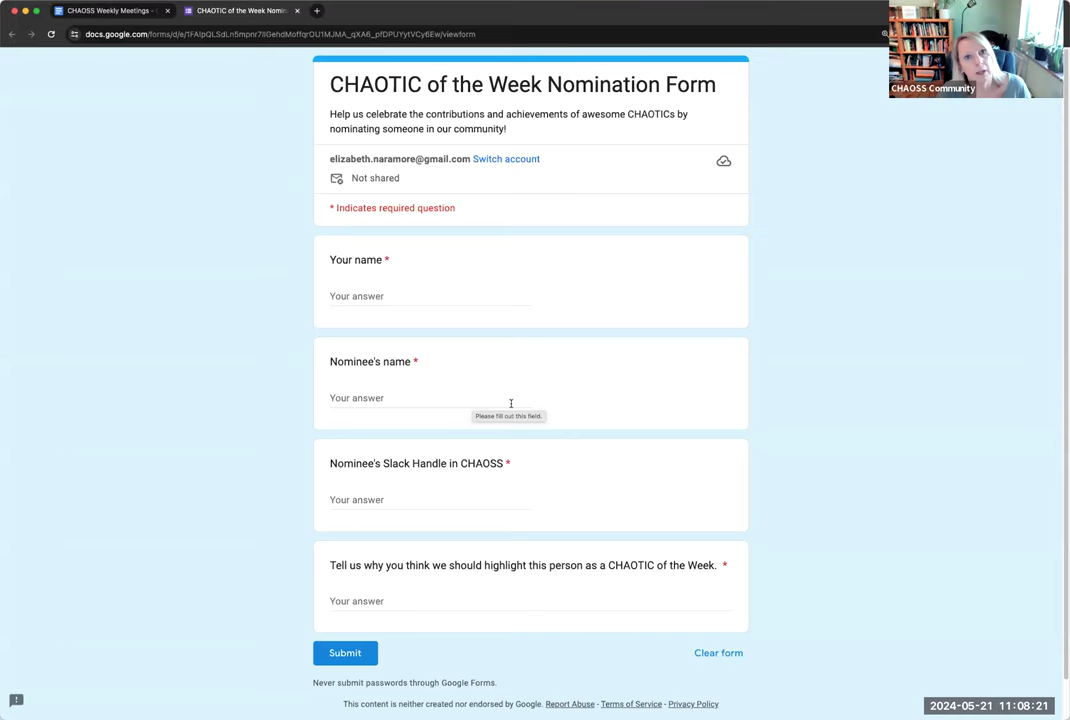 CHAOSS Weekly Meetings -
CHAOTIC of the Week Nomin
docs.google.com/forms/d/e/1FAIpQLSdLn5mpnr7IlGehdMoffqrOU1MJMA_qXA6_pfDPUYytVCy6Ew/viewform
CHAOSS Community
CHAOTIC of the Week Nomination Form
Help us celebrate the contributions and achievements of awesome CHAOTICs by
nominating someone in our community!
elizabeth.naramore@gmail.com Switch account
Not shared
* Indicates required question
Your name *
Your answer
Nominee's name *
Your answer
Please fill out this field.
Nominee's Slack Handle in CHAOSS *
Your answer
Tell us why you think we should highlight this person as a CHAOTIC of the Week. *
Your answer
Submit
Clear form
Never submit passwords through Google Forms.
This content is neither created nor endorsed by Google. Report Abuse - Terms of Service - Privacy Policy
2024-05-21 11:08:21